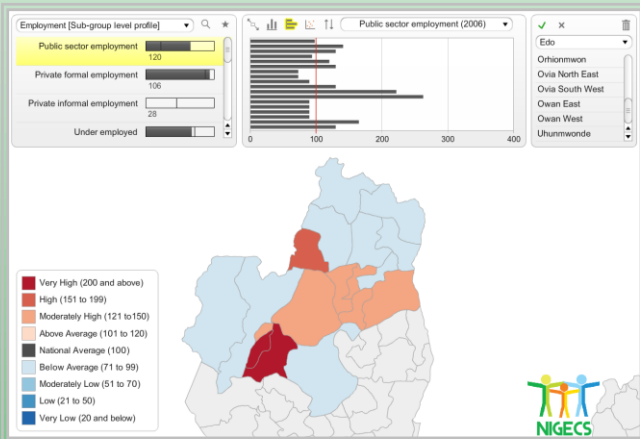 Employment [Sub-group level profile]
Public sector employment
120
Private formal employment
106
Private informal employment
28
Under employed
Public sector employment (2006)
0
100
200
300
400
Edo
Orhionmwon
Ovia North East
Ovia South West
Owan East
Owan West
Uhunmwonde
Very High (200 and above)
High (151 to 199)
Moderately High (121 to 150)
Above Average (101 to 120)
National Average (100)
Below Average (71 to 99)
Moderately Low (51 to 70)
Low (21 to 50)
Very Low (20 and below)
NIGECS